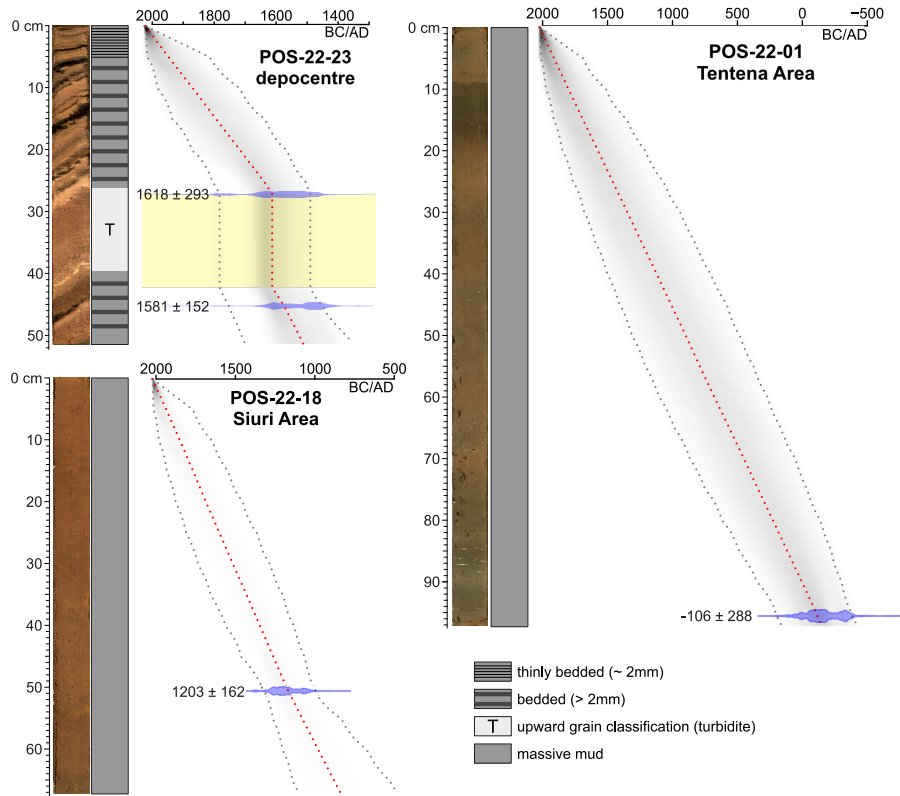 2000 1800 1600 1400
BC/AD
0 cm
POS-22-23
depocentre
10
20
1618 ± 293
30
T
40
1581 ± 152
50
2000 1500 1000 500
BC/AD
0 cm
POS-22-18
Siuri Area
10
20
30
40
50
1203 ± 162
60
2000 1000 500 0 −500
BC/AD
0 cm
POS-22-01
Tentena Area
10
20
30
40
50
60
70
80
90
-106 ± 288
thinly bedded (~ 2mm)
bedded (> 2mm)
T upward grain classification (turbidite)
massive mud